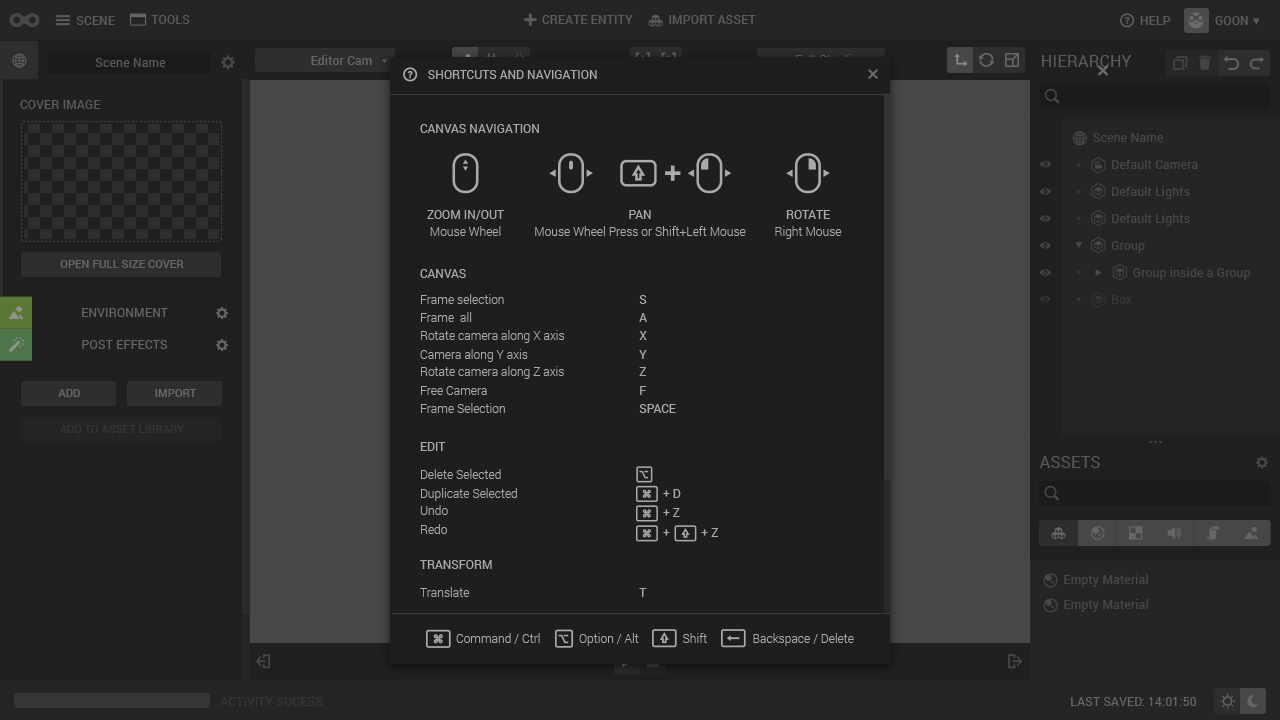 SCENE TOOLS CREATE ENTITY IMPORT ASSET HELP GOON
Scene Name
Editor Cam
HIERARCHY
COVER IMAGE
OPEN FULL SIZE COVER
ENVIRONMENT
POST EFFECTS
ADD IMPORT
ADD TO ASSET LIBRARY
SHORTCUTS AND NAVIGATION
CANVAS NAVIGATION
ZOOM IN/OUT PAN ROTATE
Mouse Wheel Mouse Wheel Press or Shift+Left Mouse Right Mouse
CANVAS
Frame selection S
Frame all A
Rotate camera along X axis X
Camera along Y axis Y
Rotate camera along Z axis Z
Free Camera F
Frame Selection SPACE
EDIT
Delete Selected ⌥
Duplicate Selected ⌘ + D
Undo ⌘ + Z
Redo ⌘ + ⇧ + Z
TRANSFORM
Translate T
⌘ Command / Ctrl ⌥ Option / Alt ⇧ Shift ← Backspace / Delete
Scene Name
Default Camera
Default Lights
Default Lights
Group
Group inside a Group
Box
ASSETS
Empty Material
Empty Material
ACTIVITY SUCESS
LAST SAVED: 14:01:50